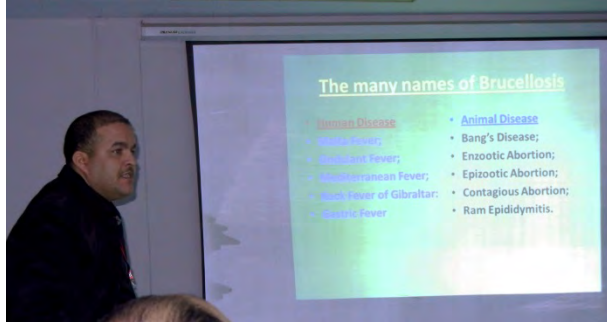 The many names of Brucellosis
• Human Disease
• Malta Fever;
• Undulant Fever;
• Mediterranean Fever;
• Rock Fever of Gibraltar;
• Gastric Fever
• Animal Disease
• Bang's Disease;
• Enzootic Abortion;
• Epizootic Abortion;
• Contagious Abortion;
• Ram Epididymitis.